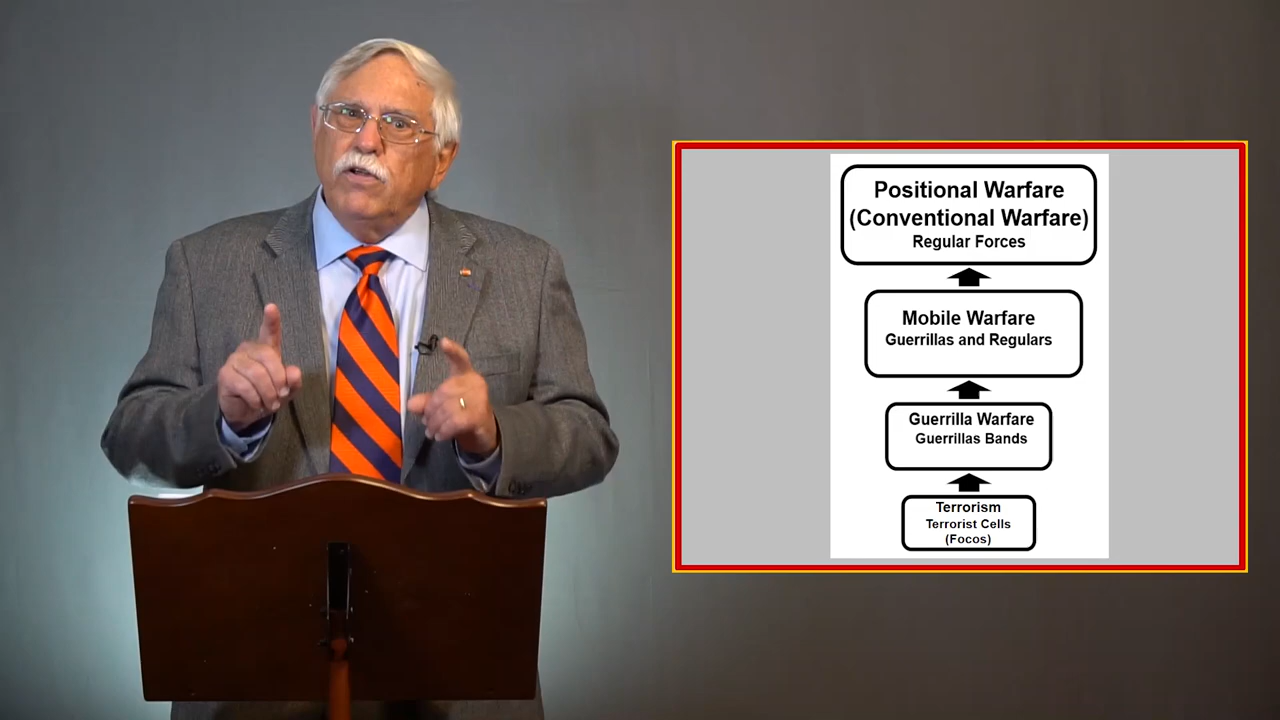 Positional Warfare
(Conventional Warfare)
Regular Forces
Mobile Warfare
Guerrillas and Regulars
Guerrilla Warfare
Guerrillas Bands
Terrorism
Terrorist Cells
(Focos)